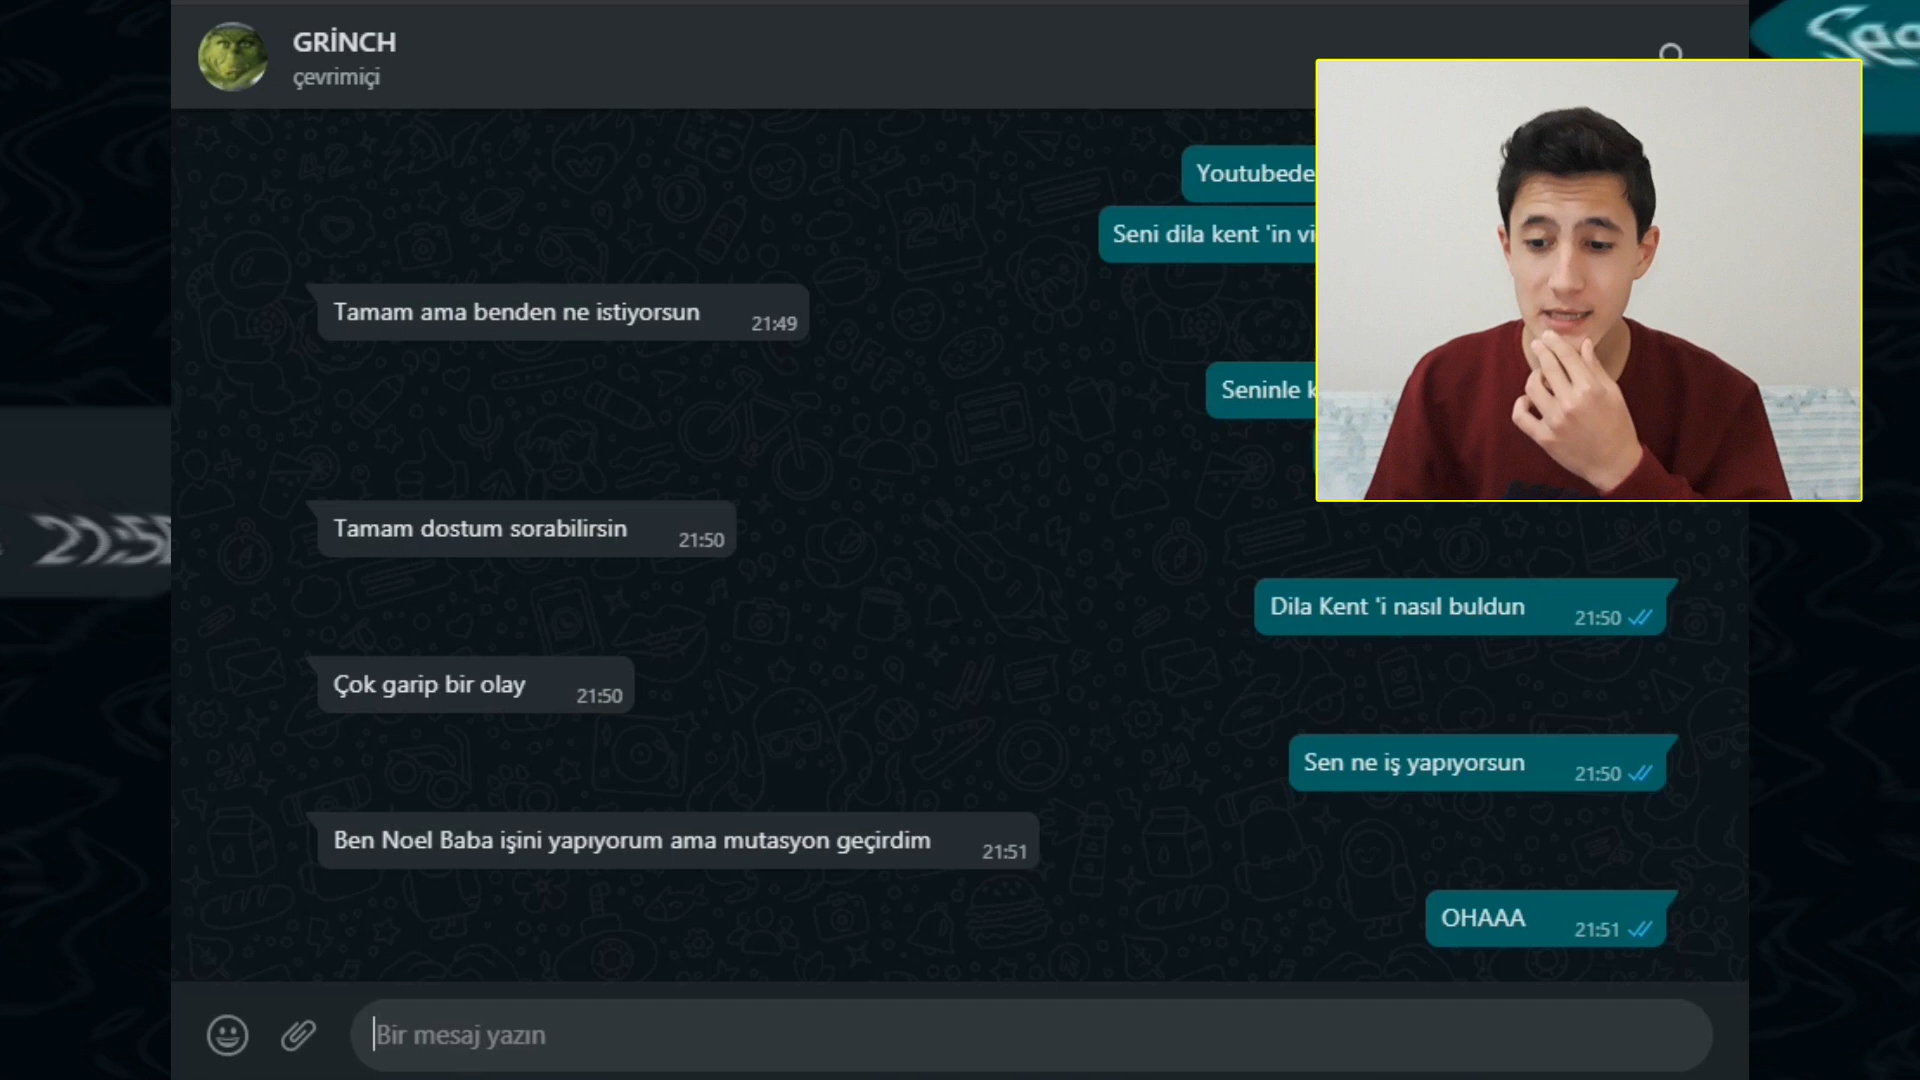 GRİNCH
çevrimiçi
Youtubede
Seni dila kent 'in
Tamam ama benden ne istiyorsun 21:49
Seninle
Tamam dostum sorabilirsin 21:50
Dila Kent 'i nasıl buldun 21:50
Çok garip bir olay 21:50
Sen ne iş yapıyorsun 21:50
Ben Noel Baba işini yapıyorum ama mutasyon geçirdim 21:51
OHAAA 21:51
Bir mesaj yazın